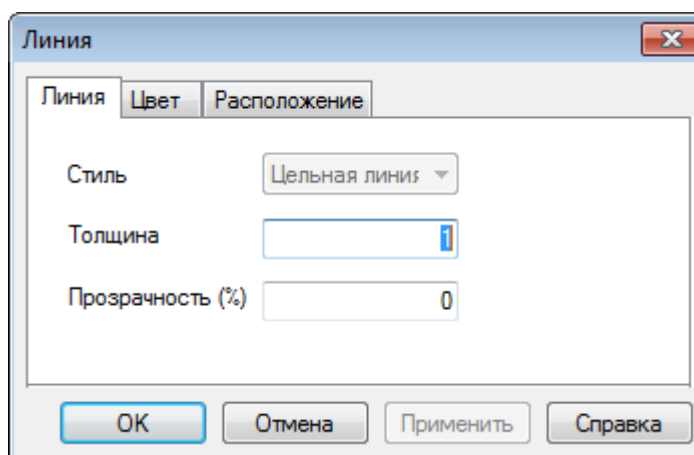 Линия
Линия Цвет Расположение
Стиль Цельная линия
Толщина 1
Прозрачность (%) 0
OK Отмена Применить Справка